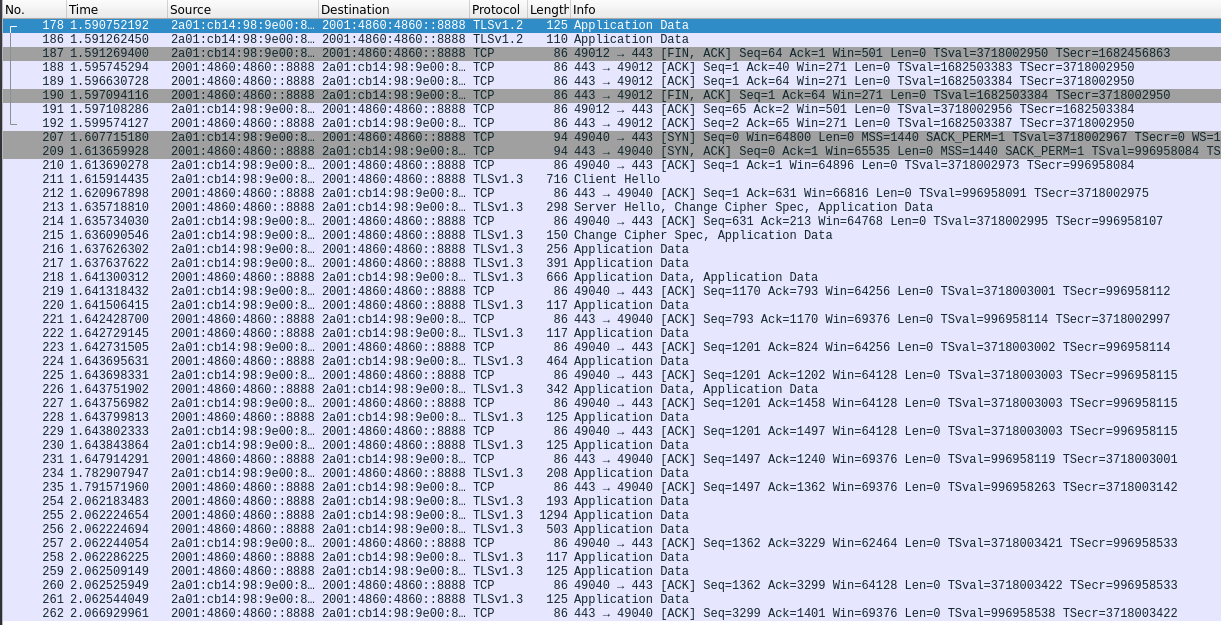 No. Time Source Destination Protocol Length Info
178 1.590752192 2a01:cb14:98:9e00:8… 2001:4860:4860::8888 TLSv1.2 125 Application Data
186 1.591262450 2a01:cb14:98:9e00:8… 2001:4860:4860::8888 TLSv1.2 110 Application Data
187 1.591269400 2a01:cb14:98:9e00:8… 2001:4860:4860::8888 TCP 86 49012 → 443 [FIN, ACK] Seq=64 Ack=1 Win=501 Len=0 TSval=3718002950 TSecr=1682456863
188 1.595745294 2001:4860:4860::8888 2a01:cb14:98:9e00:8… TCP 86 443 → 49012 [ACK] Seq=1 Ack=40 Win=271 Len=0 TSval=1682503383 TSecr=3718002950
189 1.596630728 2001:4860:4860::8888 2a01:cb14:98:9e00:8… TCP 86 443 → 49012 [ACK] Seq=1 Ack=64 Win=271 Len=0 TSval=1682503384 TSecr=3718002950
190 1.597094116 2001:4860:4860::8888 2a01:cb14:98:9e00:8… TCP 86 443 → 49012 [FIN, ACK] Seq=1 Ack=64 Win=271 Len=0 TSval=1682503384 TSecr=3718002950
191 1.597108286 2a01:cb14:98:9e00:8… 2001:4860:4860::8888 TCP 86 49012 → 443 [ACK] Seq=65 Ack=2 Win=501 Len=0 TSval=3718002956 TSecr=1682503384
192 1.599574127 2001:4860:4860::8888 2a01:cb14:98:9e00:8… TCP 86 443 → 49012 [ACK] Seq=2 Ack=65 Win=271 Len=0 TSval=1682503387 TSecr=3718002956
207 1.607715180 2a01:cb14:98:9e00:8… 2001:4860:4860::8888 TCP 94 49040 → 443 [SYN] Seq=0 Win=64800 Len=0 MSS=1440 SACK_PERM=1 TSval=3718002967 TSecr=0 WS=1
209 1.613659928 2001:4860:4860::8888 2a01:cb14:98:9e00:8… TCP 94 443 → 49040 [SYN, ACK] Seq=0 Ack=1 Win=65535 Len=0 MSS=1440 SACK_PERM=1 TSval=996958084 TS
210 1.613690278 2a01:cb14:98:9e00:8… 2001:4860:4860::8888 TCP 86 49040 → 443 [ACK] Seq=1 Ack=1 Win=64896 Len=0 TSval=3718002973 TSecr=996958084
211 1.615914435 2a01:cb14:98:9e00:8… 2001:4860:4860::8888 TLSv1.3 716 Client Hello
212 1.620967898 2001:4860:4860::8888 2a01:cb14:98:9e00:8… TCP 86 443 → 49040 [ACK] Seq=1 Ack=631 Win=66816 Len=0 TSval=996958091 TSecr=3718002975
213 1.635718810 2001:4860:4860::8888 2a01:cb14:98:9e00:8… TLSv1.3 298 Server Hello, Change Cipher Spec, Application Data
214 1.635734030 2a01:cb14:98:9e00:8… 2001:4860:4860::8888 TCP 86 49040 → 443 [ACK] Seq=631 Ack=213 Win=64768 Len=0 TSval=3718002995 TSecr=996958107
215 1.636090546 2a01:cb14:98:9e00:8… 2001:4860:4860::8888 TLSv1.3 150 Change Cipher Spec, Application Data
216 1.637626302 2a01:cb14:98:9e00:8… 2001:4860:4860::8888 TLSv1.3 256 Application Data
217 1.637637622 2a01:cb14:98:9e00:8… 2001:4860:4860::8888 TLSv1.3 391 Application Data
218 1.641300312 2001:4860:4860::8888 2a01:cb14:98:9e00:8… TLSv1.3 666 Application Data, Application Data
219 1.641318432 2a01:cb14:98:9e00:8… 2001:4860:4860::8888 TCP 86 49040 → 443 [ACK] Seq=1170 Ack=793 Win=64256 Len=0 TSval=3718003001 TSecr=996958112
220 1.641506415 2a01:cb14:98:9e00:8… 2001:4860:4860::8888 TLSv1.3 117 Application Data
221 1.642428700 2001:4860:4860::8888 2a01:cb14:98:9e00:8… TCP 86 443 → 49040 [ACK] Seq=793 Ack=1170 Win=69376 Len=0 TSval=996958114 TSecr=3718002997
222 1.642729145 2001:4860:4860::8888 2a01:cb14:98:9e00:8… TLSv1.3 117 Application Data
223 1.642731505 2a01:cb14:98:9e00:8… 2001:4860:4860::8888 TCP 86 49040 → 443 [ACK] Seq=1201 Ack=824 Win=64256 Len=0 TSval=3718003002 TSecr=996958114
224 1.643695631 2001:4860:4860::8888 2a01:cb14:98:9e00:8… TLSv1.3 464 Application Data
225 1.643698331 2a01:cb14:98:9e00:8… 2001:4860:4860::8888 TCP 86 49040 → 443 [ACK] Seq=1201 Ack=1202 Win=64128 Len=0 TSval=3718003003 TSecr=996958115
226 1.643751902 2001:4860:4860::8888 2a01:cb14:98:9e00:8… TLSv1.3 342 Application Data, Application Data
227 1.643756982 2a01:cb14:98:9e00:8… 2001:4860:4860::8888 TCP 86 49040 → 443 [ACK] Seq=1201 Ack=1458 Win=64128 Len=0 TSval=3718003003 TSecr=996958115
228 1.643799813 2001:4860:4860::8888 2a01:cb14:98:9e00:8… TLSv1.3 125 Application Data
229 1.643802333 2a01:cb14:98:9e00:8… 2001:4860:4860::8888 TCP 86 49040 → 443 [ACK] Seq=1201 Ack=1497 Win=64128 Len=0 TSval=3718003003 TSecr=996958115
230 1.643843864 2a01:cb14:98:9e00:8… 2001:4860:4860::8888 TLSv1.3 125 Application Data
231 1.647914291 2001:4860:4860::8888 2a01:cb14:98:9e00:8… TCP 86 443 → 49040 [ACK] Seq=1497 Ack=1240 Win=69376 Len=0 TSval=996958119 TSecr=3718003001
234 1.782907947 2a01:cb14:98:9e00:8… 2001:4860:4860::8888 TLSv1.3 208 Application Data
235 1.791571960 2001:4860:4860::8888 2a01:cb14:98:9e00:8… TCP 86 443 → 49040 [ACK] Seq=1497 Ack=1362 Win=69376 Len=0 TSval=996958263 TSecr=3718003142
254 2.062183483 2001:4860:4860::8888 2a01:cb14:98:9e00:8… TLSv1.3 193 Application Data
255 2.062224654 2001:4860:4860::8888 2a01:cb14:98:9e00:8… TLSv1.3 1294 Application Data
256 2.062224694 2001:4860:4860::8888 2a01:cb14:98:9e00:8… TLSv1.3 503 Application Data
257 2.062244054 2a01:cb14:98:9e00:8… 2001:4860:4860::8888 TCP 86 49040 → 443 [ACK] Seq=1362 Ack=3229 Win=62464 Len=0 TSval=3718003421 TSecr=996958533
258 2.062286225 2001:4860:4860::8888 2a01:cb14:98:9e00:8… TLSv1.3 117 Application Data
259 2.062509149 2001:4860:4860::8888 2a01:cb14:98:9e00:8… TLSv1.3 125 Application Data
260 2.062525949 2a01:cb14:98:9e00:8… 2001:4860:4860::8888 TCP 86 49040 → 443 [ACK] Seq=1362 Ack=3299 Win=64128 Len=0 TSval=3718003422 TSecr=996958533
261 2.062544049 2a01:cb14:98:9e00:8… 2001:4860:4860::8888 TLSv1.3 125 Application Data
262 2.066929961 2001:4860:4860::8888 2a01:cb14:98:9e00:8… TCP 86 443 → 49040 [ACK] Seq=3299 Ack=1401 Win=69376 Len=0 TSval=996958538 TSecr=3718003422